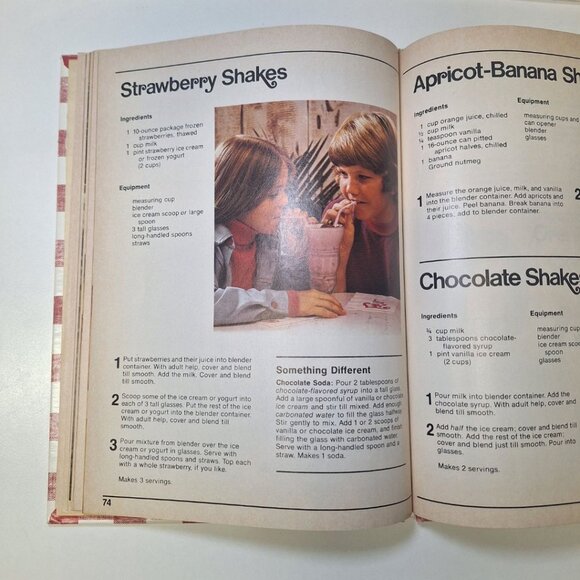 Strawberry Shakes
Ingredients
1 10-ounce package frozen
strawberries, thawed
1 cup milk
1 pint strawberry ice cream
or frozen yogurt
(2 cups)
Equipment
measuring cup
blender
ice cream scoop or large
spoon
3 tall glasses
long-handled spoons
straws
1 Put strawberries and their juice into blender
container. With adult help, cover and blend
till smooth. Add the milk. Cover and blend
till smooth.
2 Scoop some of the ice cream or yogurt into
each of 3 tall glasses. Put the rest of the ice
cream or yogurt into the blender container.
With adult help, cover and blend till
smooth.
3 Pour mixture from blender over the ice
cream or yogurt in glasses. Serve with
long-handled spoons and straws. Top each
with a whole strawberry, if you like.
Makes 3 servings.
Something Different
Chocolate Soda: Pour 2 tablespoons of
chocolate-flavored syrup into a tall glass.
Add a large spoonful of vanilla or chocolate
ice cream and stir till mixed. Add enough
carbonated water to fill the glass halfway.
Stir gently to mix. Add 1 or 2 scoops of
vanilla or chocolate ice cream, and finish
filling the glass with carbonated water.
Serve with a long-handled spoon and a
straw. Makes 1 soda.
74
Apricot-Banana Sh
Ingredients
1 cup orange juice, chilled
½ cup milk
teaspoon vanilla
1 16-ounce can pitted
apricot halves, chilled
1 banana
Ground nutmeg
Equipment
measuring cups and
can opener
blender
glasses
1 Measure the orange juice, milk, and vanilla
into the blender container. Add apricots and
their juice. Peel banana. Break banana into
4 pieces; add to blender container.
2
Chocolate Shakes
Ingredients
¾ cup milk
3 tablespoons chocolate-
flavored syrup
1 pint vanilla ice cream
(2 cups)
Equipment
measuring cup
blender
ice cream scoo
spoon
glasses
1 Pour milk into blender container. Add the
chocolate syrup. With adult help, cover and
blend till smooth.
2 Add half the ice cream; cover and blend till
smooth. Add the rest of the ice cream;
cover and blend just till smooth. Pour into
glasses.
Makes 2 servings.